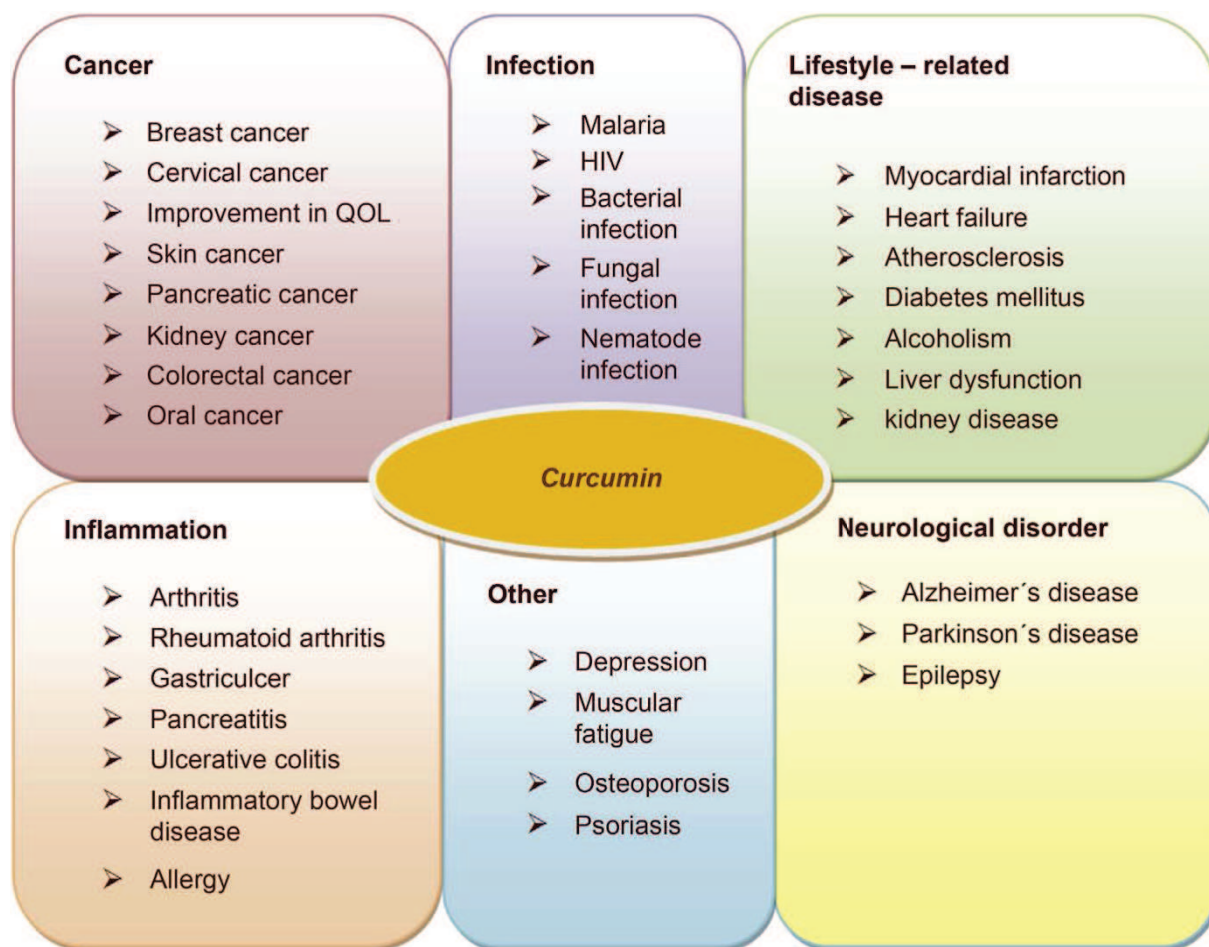 Cancer
➢ Breast cancer
➢ Cervical cancer
➢ Improvement in QOL
➢ Skin cancer
➢ Pancreatic cancer
➢ Kidney cancer
➢ Colorectal cancer
➢ Oral cancer
Infection
➢ Malaria
➢ HIV
➢ Bacterial
infection
➢ Fungal
infection
➢ Nematode
infection
Lifestyle – related
disease
➢ Myocardial infarction
➢ Heart failure
➢ Atherosclerosis
➢ Diabetes mellitus
➢ Alcoholism
➢ Liver dysfunction
➢ kidney disease
Curcumin
Inflammation
➢ Arthritis
➢ Rheumatoid arthritis
➢ Gastriculcer
➢ Pancreatitis
➢ Ulcerative colitis
➢ Inflammatory bowel
disease
➢ Allergy
Other
➢ Depression
➢ Muscular
fatigue
➢ Osteoporosis
➢ Psoriasis
Neurological disorder
➢ Alzheimer´s disease
➢ Parkinson´s disease
➢ Epilepsy